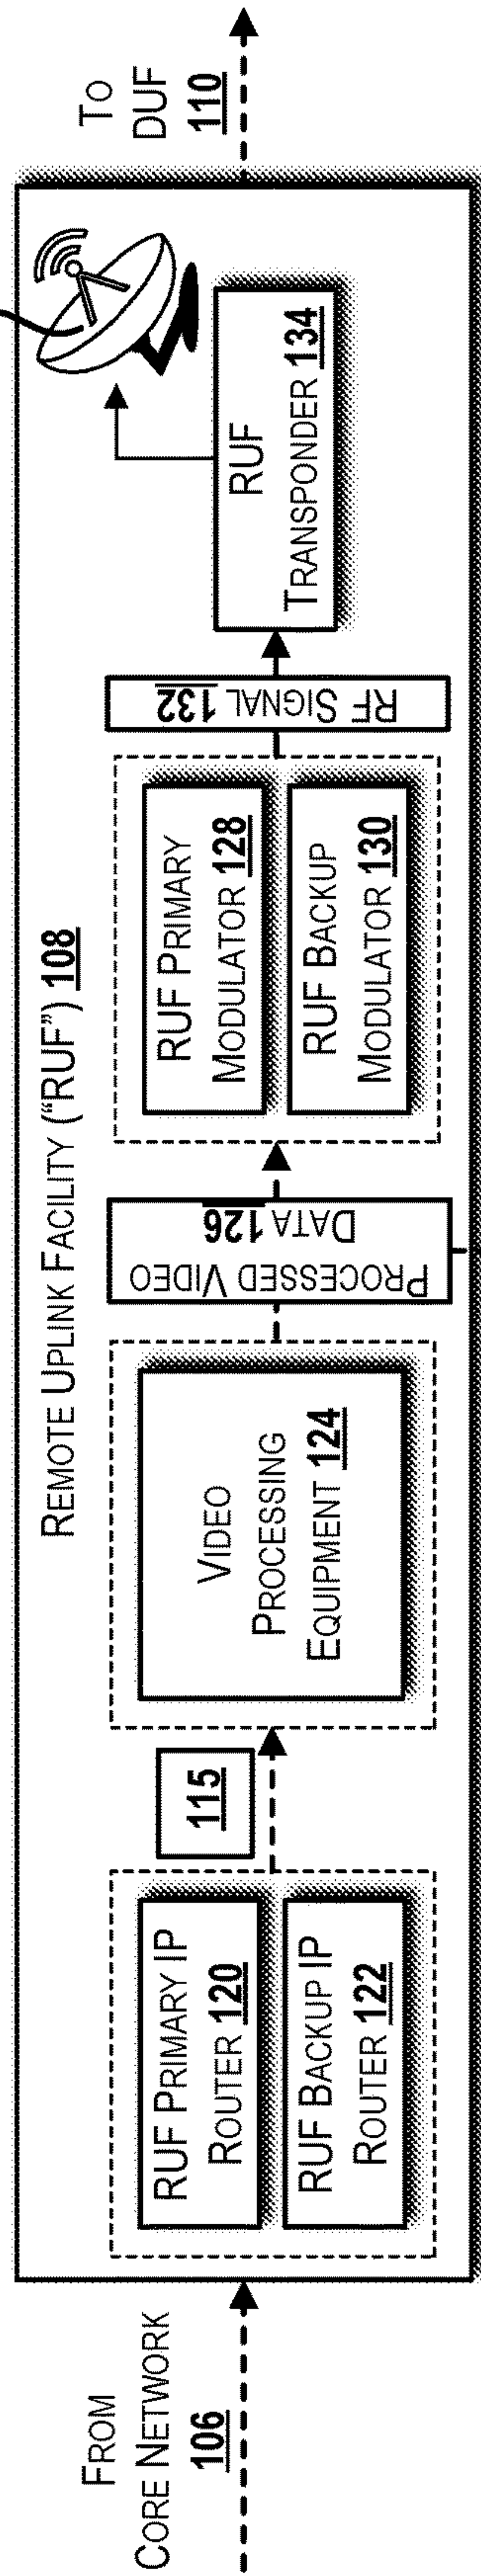 REMOTE UPLINK FACILITY (“RUF”) 108
FROM
CORE NETWORK
106
RUF PRIMARY IP
ROUTER 120
RUF BACKUP IP
ROUTER 122
115
VIDEO
PROCESSING
EQUIPMENT 124
PROCESSED VIDEO
DATA 126
RUF PRIMARY
MODULATOR 128
RUF BACKUP
MODULATOR 130
RF SIGNAL 132
RUF
TRANSPONDER 134
TO
DUF
110